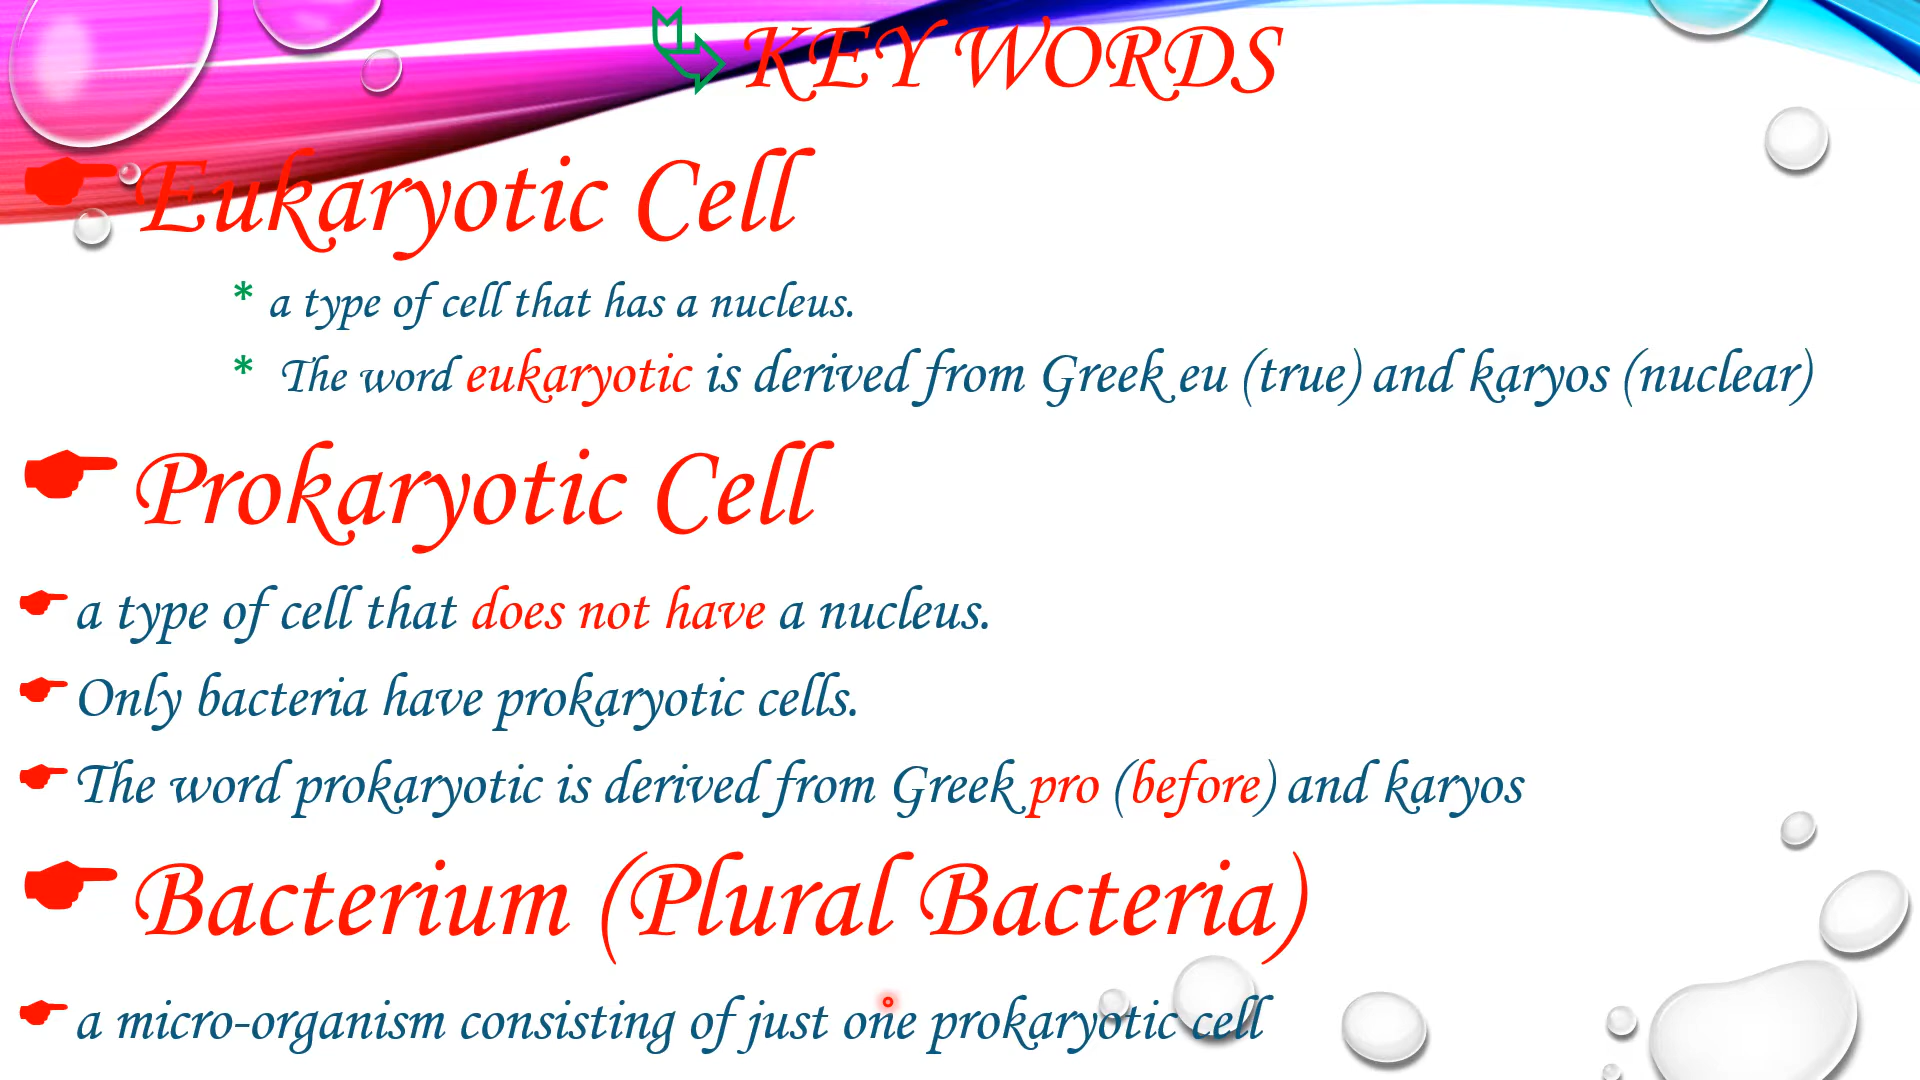 KEY WORDS
Eukaryotic Cell
* a type of cell that has a nucleus.
* The word eukaryotic is derived from Greek eu (true) and karyos (nuclear)
Prokaryotic Cell
a type of cell that does not have a nucleus.
Only bacteria have prokaryotic cells.
The word prokaryotic is derived from Greek pro (before) and karyos
Bacterium (Plural Bacteria)
a micro-organism consisting of just one prokaryotic cell